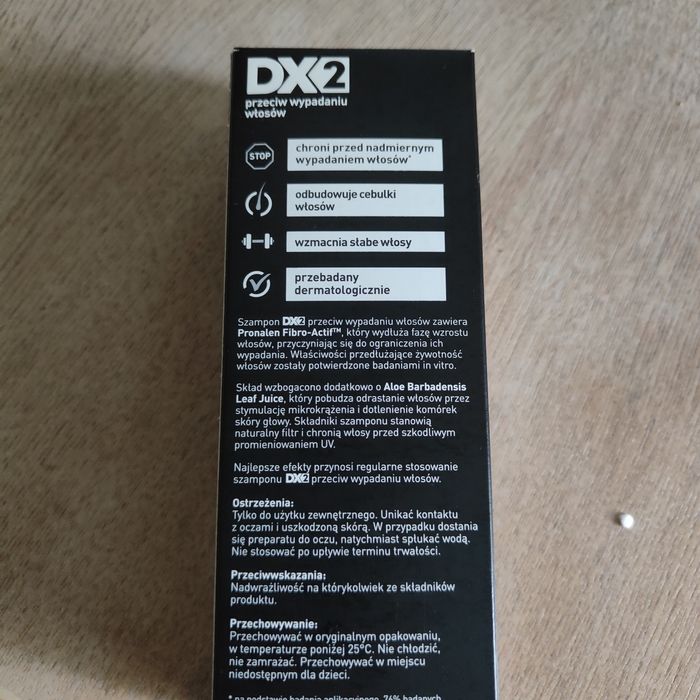 DX2
przeciw wypadaniu
włosów
STOP
chroni przed nadmiernym
wypadaniem włosów*
odbudowuje cebulki
włosów
wzmacnia słabe włosy
przebadany
dermatologicznie
Szampon DX2 przeciw wypadaniu włosów zawiera
Pronalen Fibro-Actif™, który wydłuża fazę wzrostu
włosów, przyczyniając się do ograniczenia ich
wypadania. Właściwości przedłużające żywotność
włosów zostały potwierdzone badaniami in vitro.
Skład wzbogacono dodatkowo o Aloe Barbadensis
Leaf Juice, który pobudza odrastanie włosów przez
stymulację mikrokrążenia i dotlenienie komórek
skóry głowy. Składniki szamponu stanowią
naturalny filtr i chronią włosy przed szkodliwym
promieniowaniem UV.
Najlepsze efekty przynosi regularne stosowanie
szamponu DX2 przeciw wypadaniu włosów.
Ostrzeżenia:
Tylko do użytku zewnętrznego. Unikać kontaktu
z oczami i uszkodzoną skórą. W przypadku dostania
się preparatu do oczu, natychmiast spłukać wodą.
Nie stosować po upływie terminu trwałości.
Przeciwwskazania:
Nadwrażliwość na którykolwiek ze składników
produktu.
Przechowywanie:
Przechowywać w oryginalnym opakowaniu,
w temperaturze poniżej 25°C. Nie chłodzić,
nie zamrażać. Przechowywać w miejscu
niedostępnym dla dzieci.
* na podstawie badania aplikacyjnego, 76% badanych